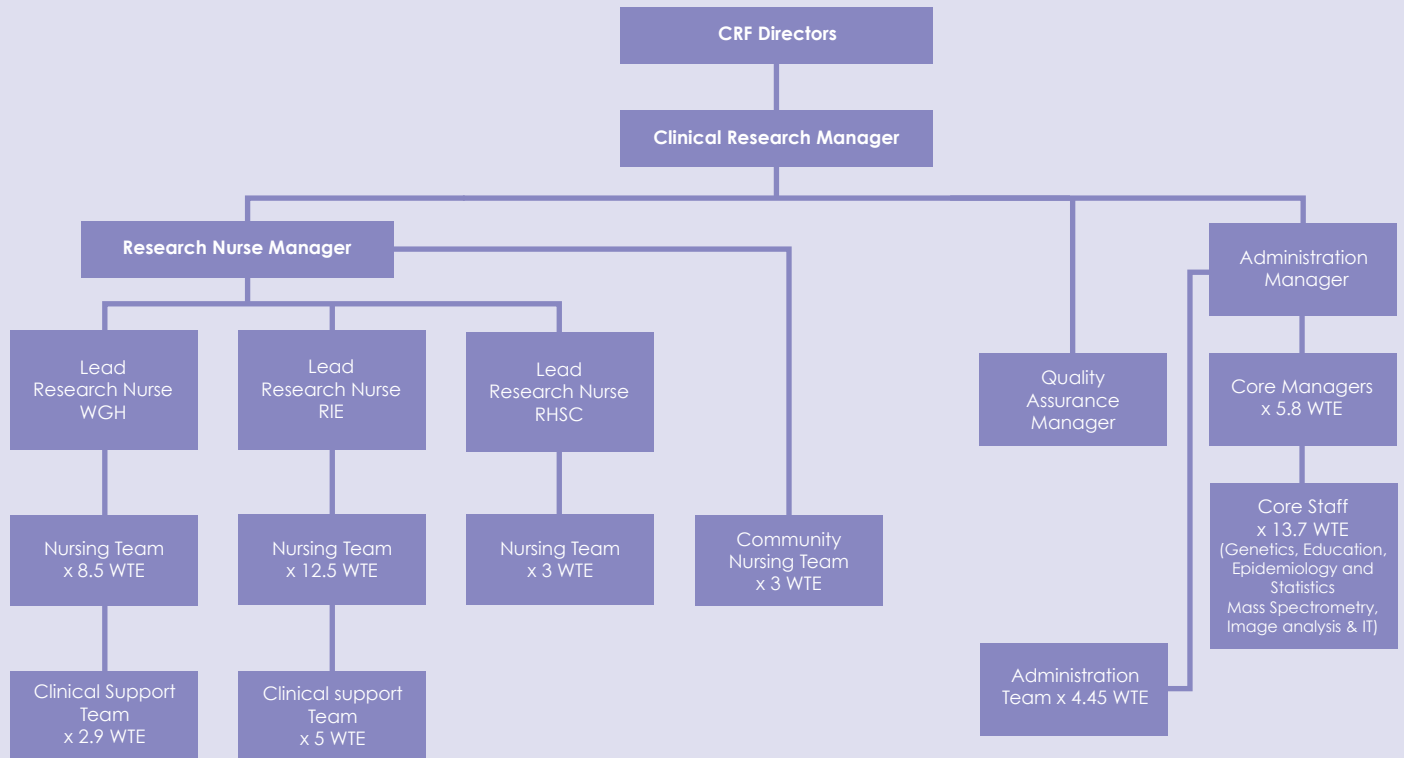 CRF Directors
Clinical Research Manager
Research Nurse Manager
Administration
Manager
Lead
Research Nurse
WGH
Lead
Research Nurse
RIE
Lead
Research Nurse
RHSC
Quality
Assurance
Manager
Core Managers
x 5.8 WTE
Nursing Team
x 8.5 WTE
Nursing Team
x 12.5 WTE
Nursing Team
x 3 WTE
Community
Nursing Team
x 3 WTE
Core Staff
x 13.7 WTE
(Genetics, Education,
Epidemiology and
Statistics
Mass Spectrometry,
Image analysis & IT)
Clinical Support
Team
x 2.9 WTE
Clinical support
Team
x 5 WTE
Administration
Team x 4.45 WTE